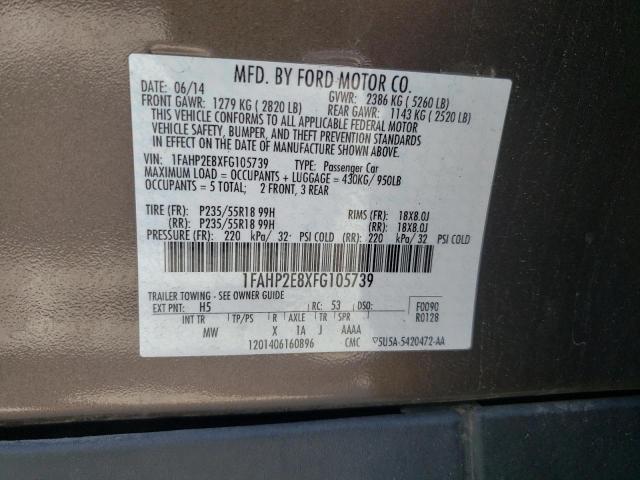 MFD. BY FORD MOTOR CO.
DATE: 06/14 GVWR: 2386 KG ( 5260 LB)
FRONT GAWR: 1279 KG ( 2820 LB) REAR GAWR: 1143 KG ( 2520 LB)
THIS VEHICLE CONFORMS TO ALL APPLICABLE FEDERAL MOTOR
VEHICLE SAFETY, BUMPER, AND THEFT PREVENTION STANDARDS
IN EFFECT ON THE DATE OF MANUFACTURE SHOWN ABOVE.
VIN: 1FAHP2E8XFG105739 TYPE: Passenger Car
MAXIMUM LOAD = OCCUPANTS + LUGGAGE = 430KG/ 950LB
OCCUPANTS = 5 TOTAL; 2 FRONT, 3 REAR
TIRE (FR): P235/55R18 99H RIMS (FR): 18X8.0J
(RR): P235/55R18 99H (RR): 18X8.0J
PRESSURE (FR): 220 kPa/ 32 PSI COLD (RR): 220 kPa/ 32 PSI COLD
1FAHP2E8XFG105739
TRAILER TOWING - SEE OWNER GUIDE
EXT PNT: H5 RC: 53 DSO: F0090
INT TR TP/PS R AXLE TR SPR R0128
MW X 1A J AAAA
1201406160896 CMC ▽5U5A-5420472-AA